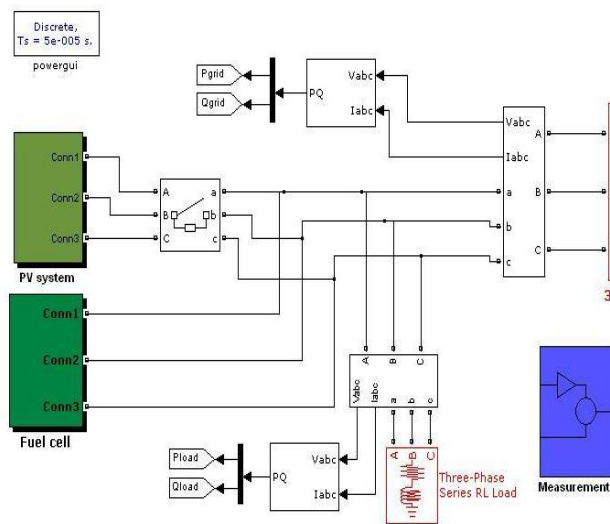 Discrete,
Ts = 5e-005 s.
powergui
Pgrid
Qgrid
PQ
Vabc
Iabc
Vabc
Iabc
A
a
B
b
C
c
Conn1
Conn2
Conn3
PV system
A
B
C
a
b
c
Conn1
Conn2
Conn3
Fuel cell
A
B
C
Vabc
Iabc
a
b
c
Pload
Qload
PQ
Vabc
Iabc
A
B
C
Three-Phase
Series RL Load
Measurement
3